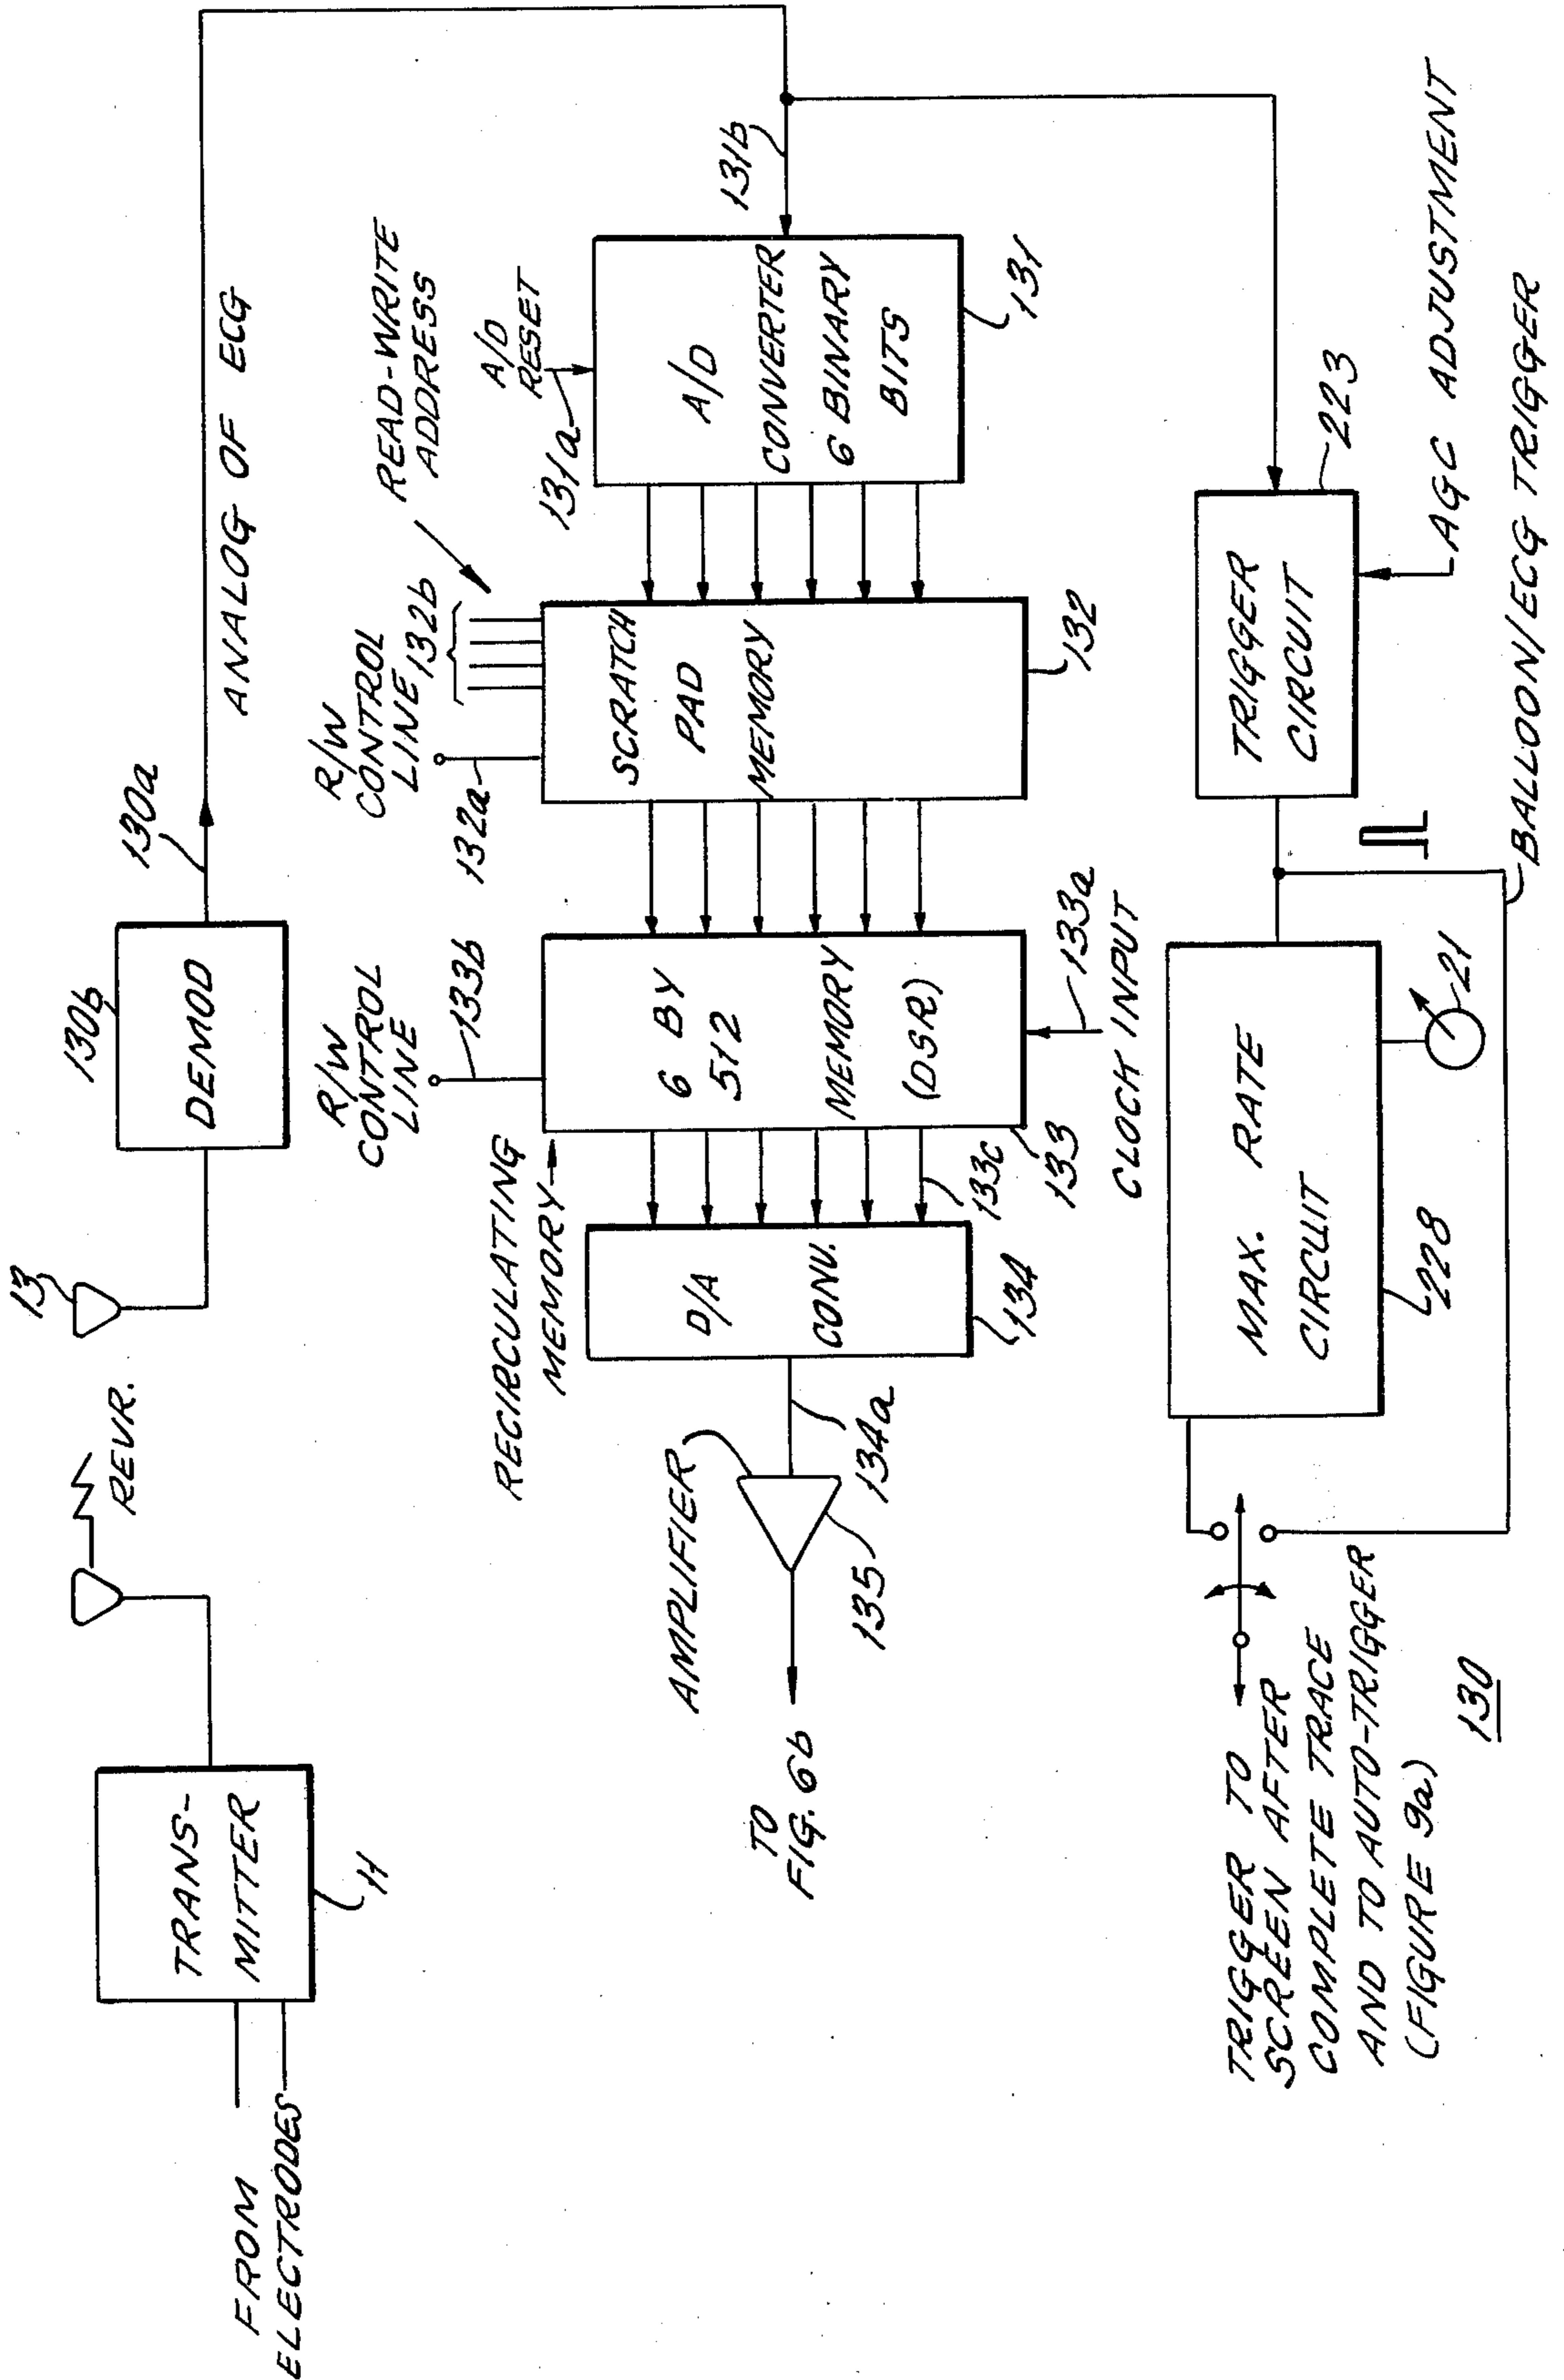 FROM
ELECTRODES
TRANS-
MITTER
11
REVR.
13
130b
DEMOD
130a
ANALOG OF ECG
TO
FIG. 6b
AMPLIFIER
135
134a
RECIRCULATING
MEMORY
D/A
CONV.
134
133c
R/W
CONTROL
LINE
133b
6 BY
512
MEMORY
(DSR)
133
133a
CLOCK INPUT
R/W
CONTROL
LINE
132a
132b
READ-WRITE
ADDRESS
SCRATCH
PAD
MEMORY
132
A/D
RESET
131a
A/D
CONVERTER
6 BINARY
BITS
131
131b
TRIGGER TO
SCREEN AFTER
COMPLETE TRACE
AND TO AUTO-TRIGGER
(FIGURE 9a)
MAX. RATE
CIRCUIT
228
21
TRIGGER
CIRCUIT
223
AGC ADJUSTMENT
BALLOON/ECG TRIGGER
130